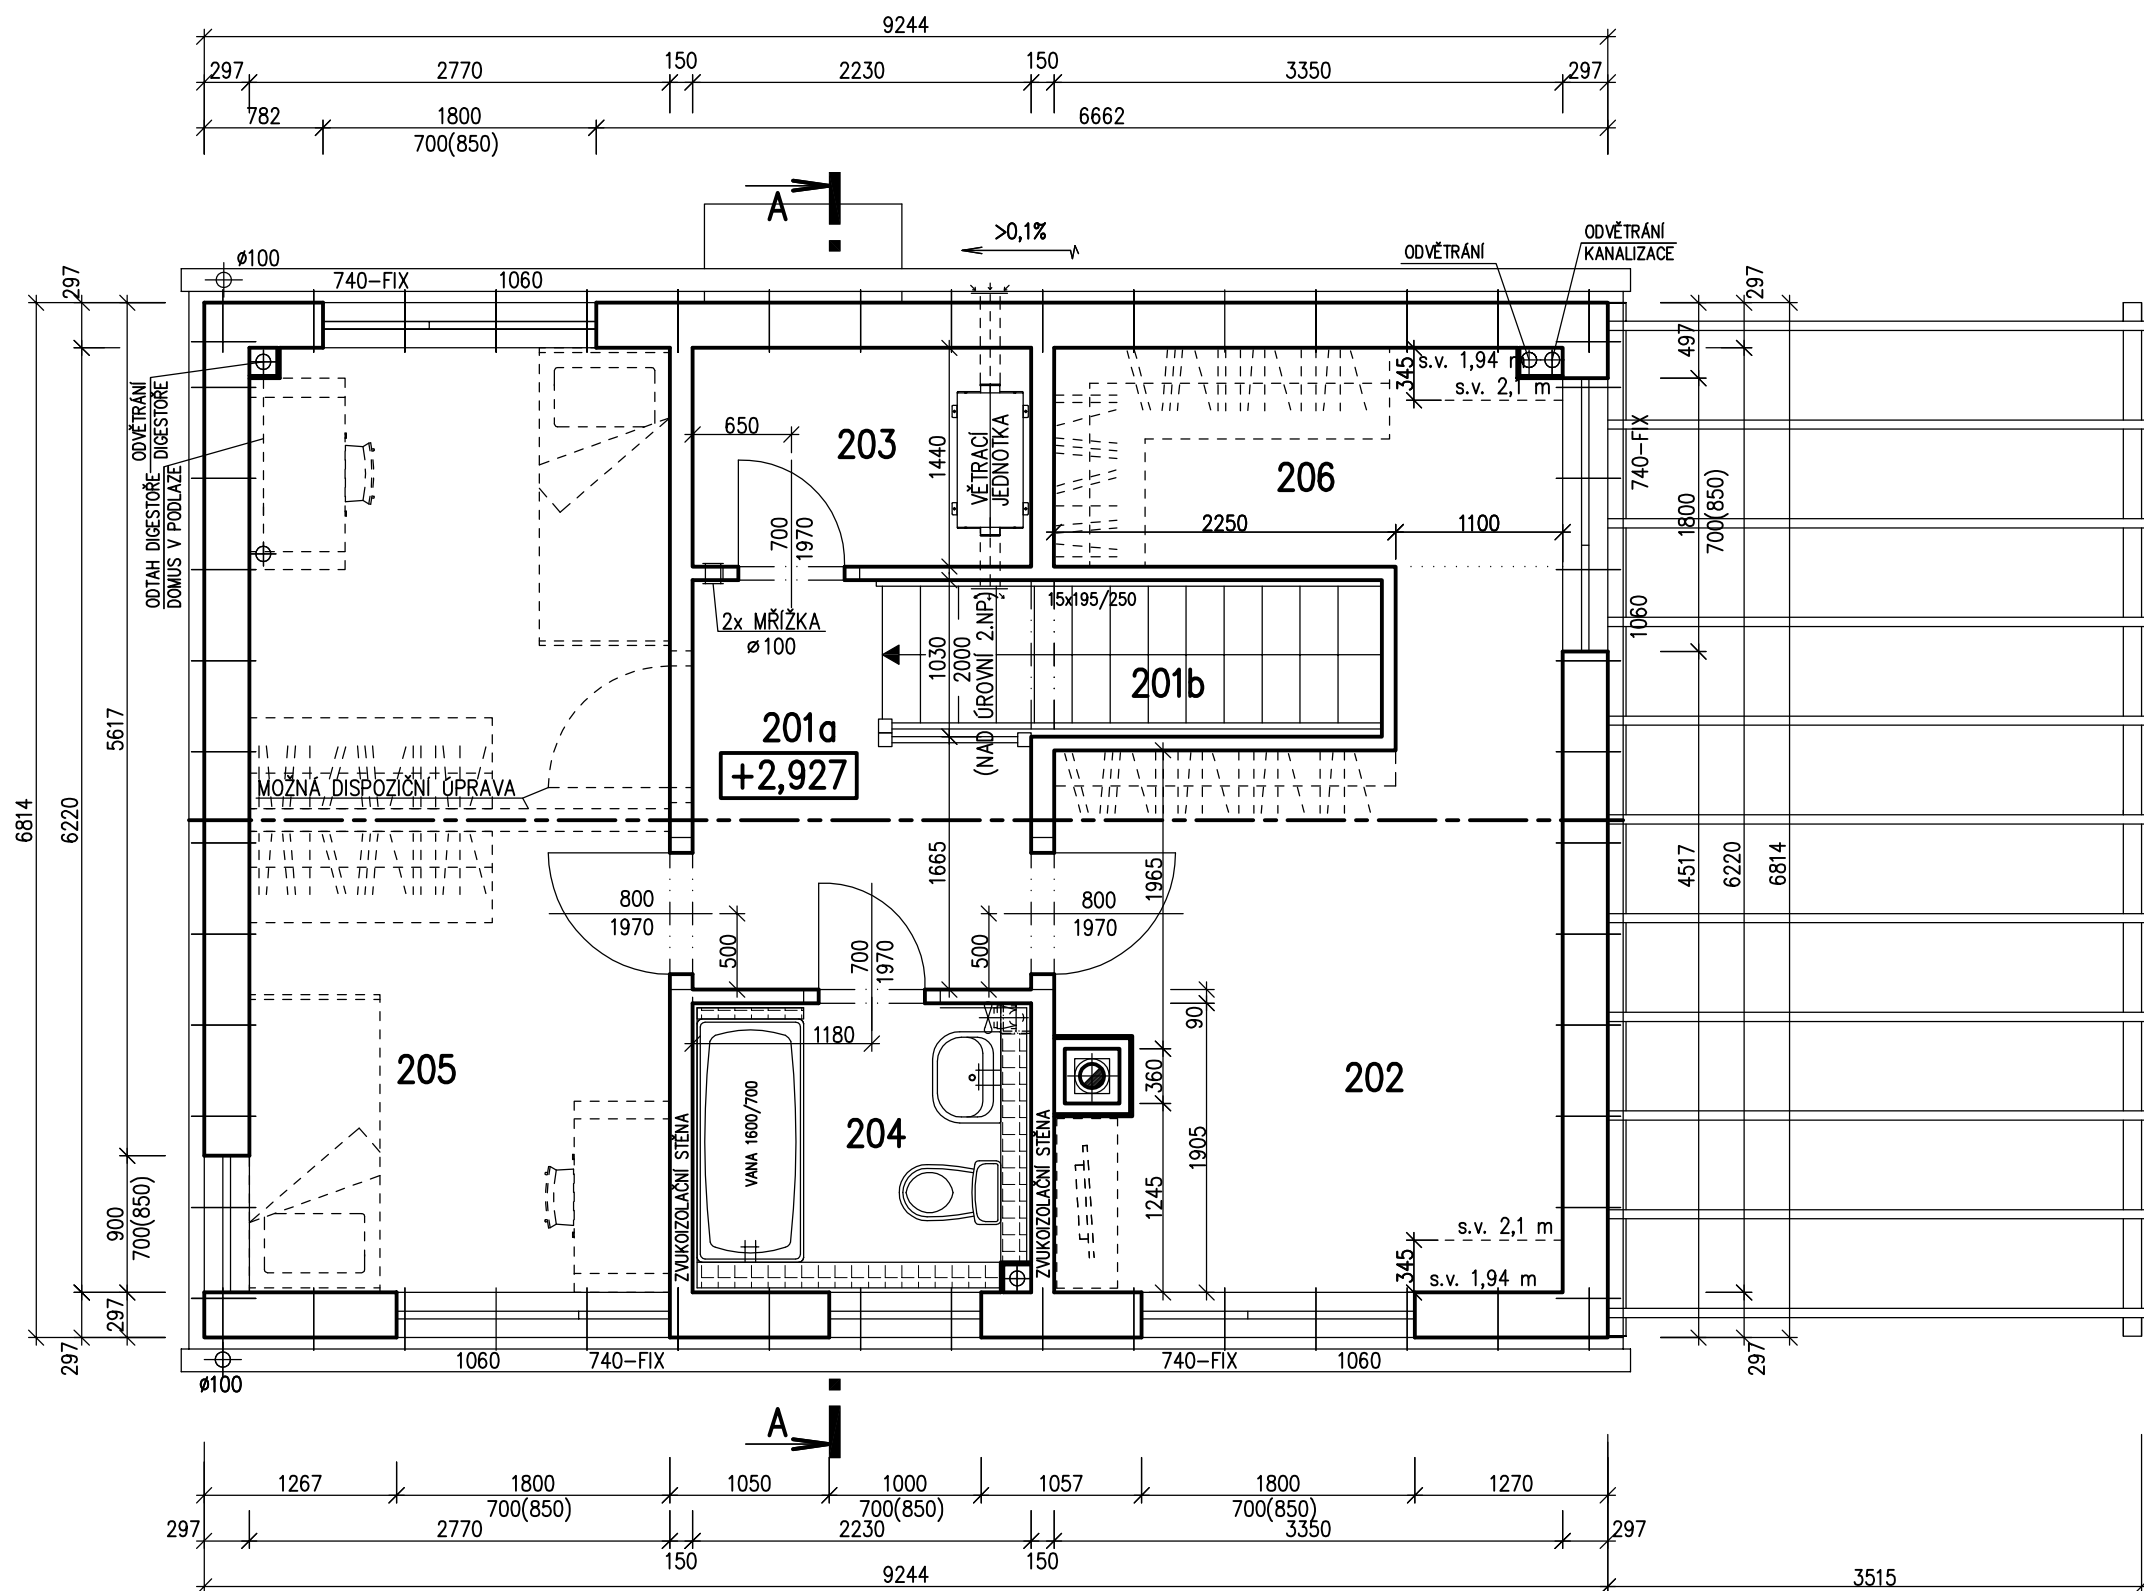 9244
297
2770
150
2230
150
3350
297
782
1800
6662
700(850)
A
>0,1%
ODVĚTRÁNÍ
ODVĚTRÁNÍ
KANALIZACE
ø100
740-FIX
1060
297
297
497
ODVĚTRÁNÍ
DIGESTOŘE
ODTAH DIGESTOŘE
DOMUS V PODLAZE
345
s.v. 1,94 m
s.v. 2,1 m
650
203
1440
VĚTRACÍ
JEDNOTKA
206
740-FIX
1800
700(850)
2250
1100
700
1970
2x MŘÍŽKA
ø100
1030
2000
(NAD ÚROVNÍ 2.NP)
15x195/250
201b
1060
5617
201a
+2,927
MOŽNÁ DISPOZIČNÍ ÚPRAVA
6814
6220
1665
1965
4517
6220
6814
800
1970
500
700
1970
500
800
1970
1180
90
205
360
202
VANA 1600/700
204
ZVUKOIZOLAČNÍ STĚNA
ZVUKOIZOLAČNÍ STĚNA
1905
1245
900
700(850)
s.v. 2,1 m
345
s.v. 1,94 m
297
297
297
1060
740-FIX
740-FIX
1060
ø100
A
1267
1800
1050
1000
1057
1800
1270
700(850)
700(850)
700(850)
297
2770
2230
3350
297
150
150
9244
3515